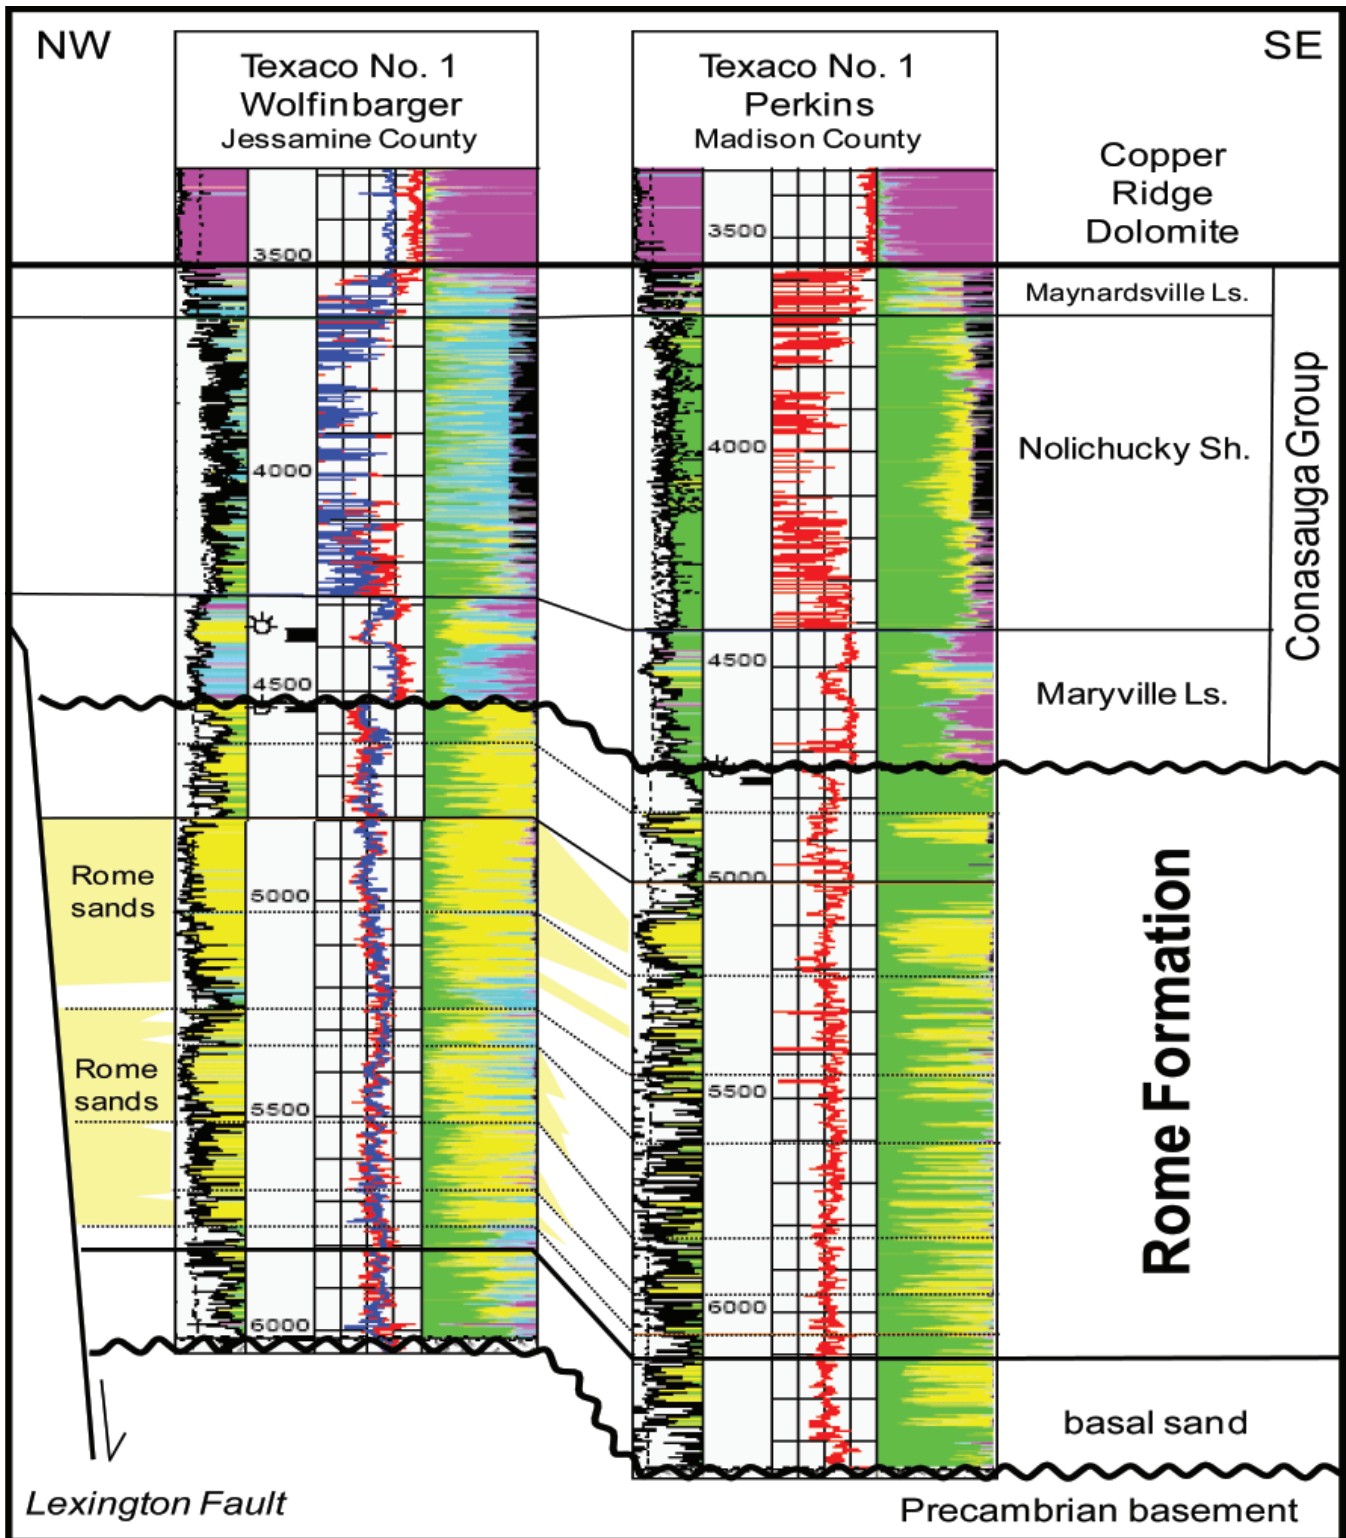 NW
SE
Texaco No. 1
Wolfinbarger
Jessamine County
Texaco No. 1
Perkins
Madison County
Copper
Ridge
Dolomite
3500
4000
4500
5000
5500
6000
3500
4000
4500
5000
5500
6000
Maynardsville Ls.
Nolichucky Sh.
Maryville Ls.
Conasauga Group
Rome
sands
Rome
sands
Rome Formation
basal sand
Lexington Fault
Precambrian basement